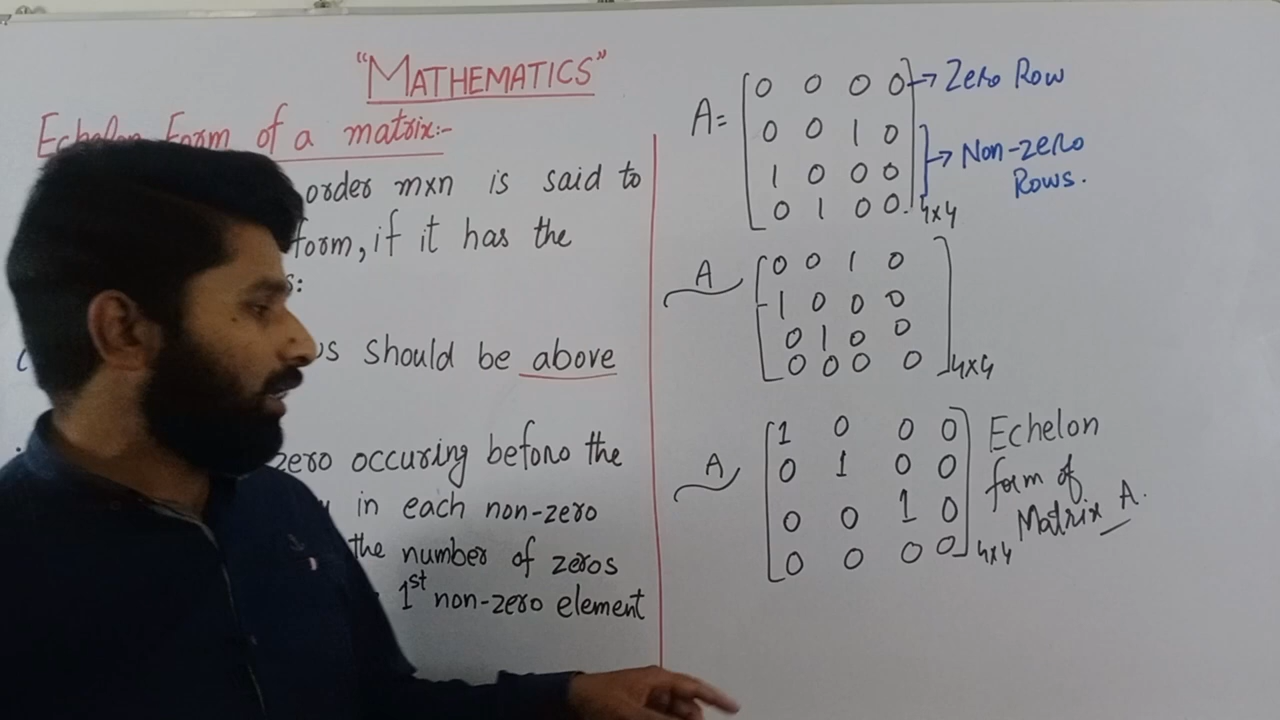 "MATHEMATICS"
Echelon Form of a matrix:-
order mxn is said to
form, if it has the
s:
should be above
zero occuring before the
in each non-zero
the number of zeros
1st non-zero element
A= [0 0 0 0] → Zero Row
0 0 1 0
1 0 0 0
0 1 0 0 4x4
→ Non-zero
Rows.
A ~ [0 0 1 0
1 0 0 0
0 1 0 0
0 0 0 0] 4x4
A ~ [1 0 0 0
0 1 0 0
0 0 1 0
0 0 0 0] 4x4
Echelon
form of
Matrix A.